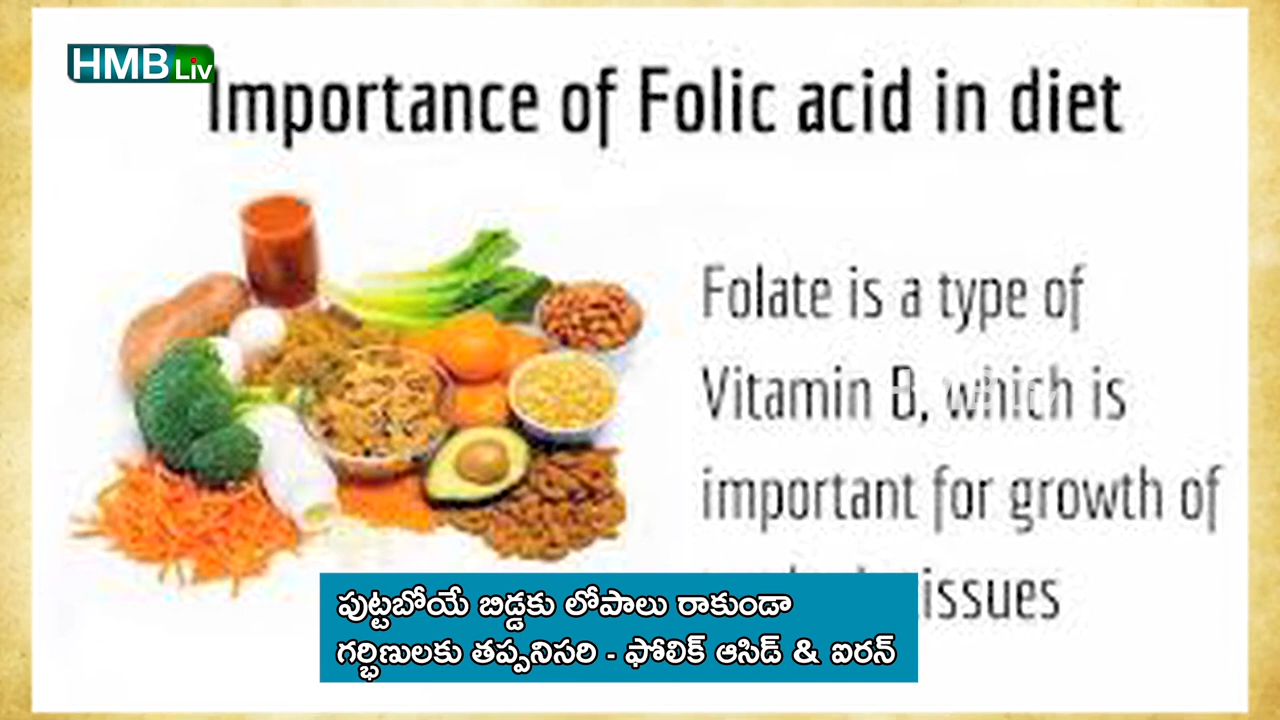 HMB Liv
Importance of Folic acid in diet
Folate is a type of
Vitamin B, which is
important for growth of
tissues
పుట్టబోయే బిడ్డకు లోపాలు రాకుండా
గర్భిణులకు తప్పనిసరి - ఫోలిక్ ఆసిడ్ & ఐరన్